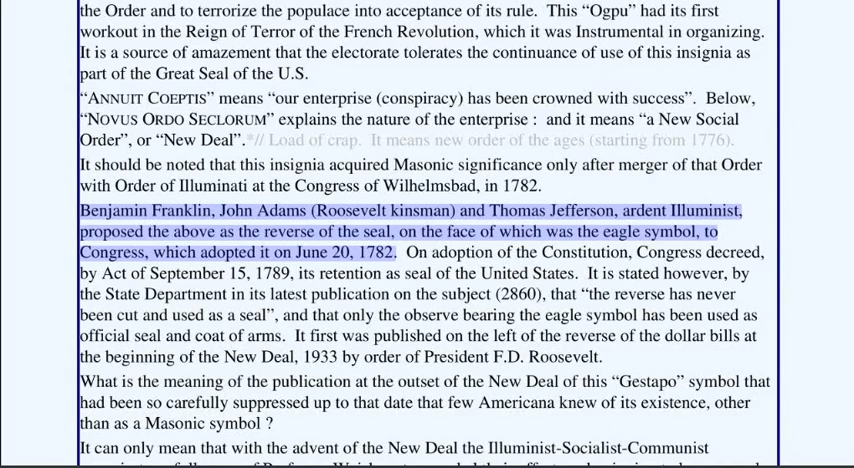 the Order and to terrorize the populace into acceptance of its rule. This “Ogpu” had its first
workout in the Reign of Terror of the French Revolution, which it was Instrumental in organizing.
It is a source of amazement that the electorate tolerates the continuance of use of this insignia as
part of the Great Seal of the U.S.
“ANNUIT COEPTIS” means “our enterprise (conspiracy) has been crowned with success”. Below,
“NOVUS ORDO SECLORUM” explains the nature of the enterprise : and it means “a New Social
Order”, or “New Deal”.*// Load of crap. It means new order of the ages (starting from 1776).
It should be noted that this insignia acquired Masonic significance only after merger of that Order
with Order of Illuminati at the Congress of Wilhelmsbad, in 1782.
Benjamin Franklin, John Adams (Roosevelt kinsman) and Thomas Jefferson, ardent Illuminist,
proposed the above as the reverse of the seal, on the face of which was the eagle symbol, to
Congress, which adopted it on June 20, 1782. On adoption of the Constitution, Congress decreed,
by Act of September 15, 1789, its retention as seal of the United States. It is stated however, by
the State Department in its latest publication on the subject (2860), that “the reverse has never
been cut and used as a seal”, and that only the observe bearing the eagle symbol has been used as
official seal and coat of arms. It first was published on the left of the reverse of the dollar bills at
the beginning of the New Deal, 1933 by order of President F.D. Roosevelt.
What is the meaning of the publication at the outset of the New Deal of this “Gestapo” symbol that
had been so carefully suppressed up to that date that few Americana knew of its existence, other
than as a Masonic symbol ?
It can only mean that with the advent of the New Deal the Illuminist-Socialist-Communist